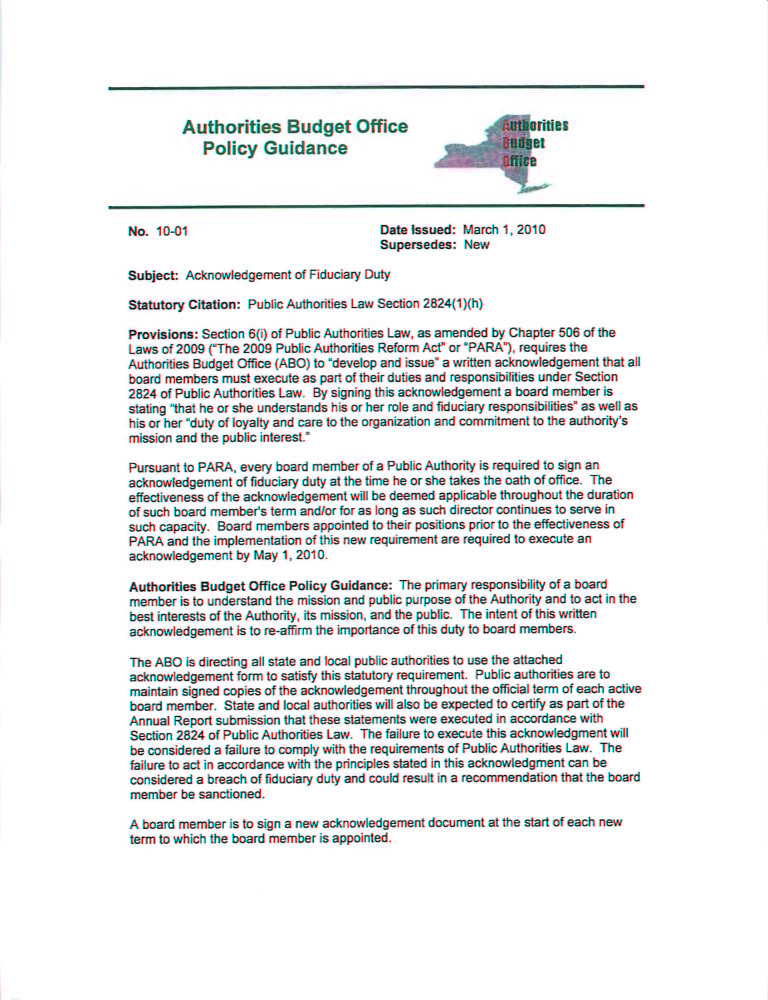 Authorities Budget Office
Policy Guidance
Authorities
Budget
Office
No. 10-01
Date Issued: March 1, 2010
Supersedes: New
Subject: Acknowledgement of Fiduciary Duty
Statutory Citation: Public Authorities Law Section 2824(1)(h)
Provisions: Section 6(i) of Public Authorities Law, as amended by Chapter 506 of the
Laws of 2009 ("The 2009 Public Authorities Reform Act" or "PARA"), requires the
Authorities Budget Office (ABO) to "develop and issue" a written acknowledgement that all
board members must execute as part of their duties and responsibilities under Section
2824 of Public Authorities Law. By signing this acknowledgement a board member is
stating "that he or she understands his or her role and fiduciary responsibilities" as well as
his or her "duty of loyalty and care to the organization and commitment to the authority's
mission and the public interest."
Pursuant to PARA, every board member of a Public Authority is required to sign an
acknowledgement of fiduciary duty at the time he or she takes the oath of office. The
effectiveness of the acknowledgement will be deemed applicable throughout the duration
of such board member's term and/or for as long as such director continues to serve in
such capacity. Board members appointed to their positions prior to the effectiveness of
PARA and the implementation of this new requirement are required to execute an
acknowledgement by May 1, 2010.
Authorities Budget Office Policy Guidance: The primary responsibility of a board
member is to understand the mission and public purpose of the Authority and to act in the
best interests of the Authority, its mission, and the public. The intent of this written
acknowledgement is to re-affirm the importance of this duty to board members.
The ABO is directing all state and local public authorities to use the attached
acknowledgement form to satisfy this statutory requirement. Public authorities are to
maintain signed copies of the acknowledgement throughout the official term of each active
board member. State and local authorities will also be expected to certify as part of the
Annual Report submission that these statements were executed in accordance with
Section 2824 of Public Authorities Law. The failure to execute this acknowledgment will
be considered a failure to comply with the requirements of Public Authorities Law. The
failure to act in accordance with the principles stated in this acknowledgment can be
considered a breach of fiduciary duty and could result in a recommendation that the board
member be sanctioned.
A board member is to sign a new acknowledgement document at the start of each new
term to which the board member is appointed.